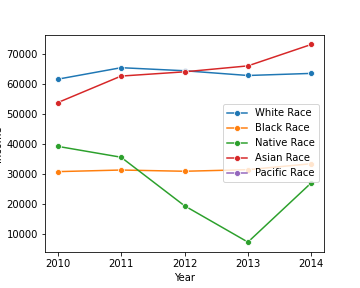 70000
60000
50000
40000
30000
20000
10000
White Race
Black Race
Native Race
Asian Race
Pacific Race
2010 2011 2012 2013 2014
Year